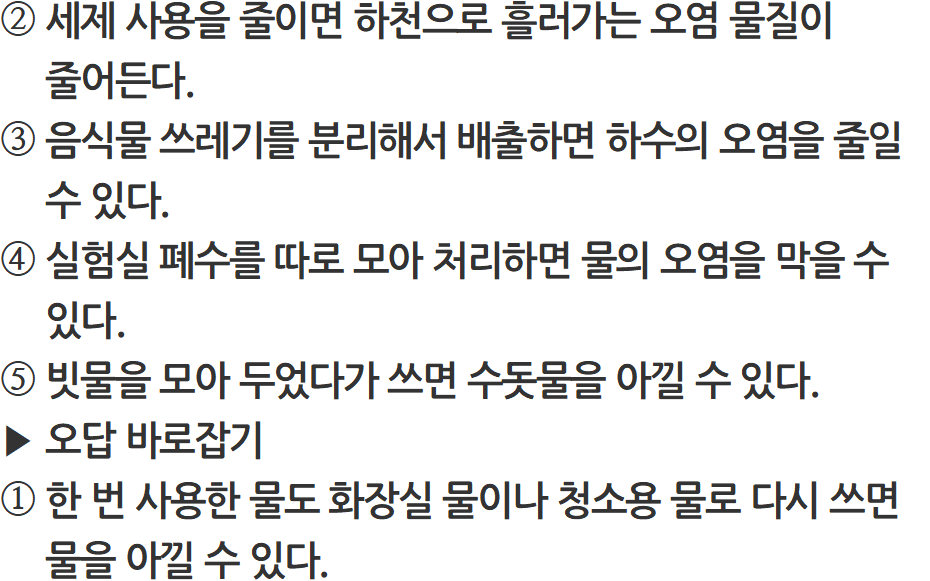 ② 세제 사용을 줄이면 하천으로 흘러가는 오염 물질이
줄어든다.
③ 음식물 쓰레기를 분리해서 배출하면 하수의 오염을 줄일
수 있다.
④ 실험실 폐수를 따로 모아 처리하면 물의 오염을 막을 수
있다.
⑤ 빗물을 모아 두었다가 쓰면 수돗물을 아낄 수 있다.
▶ 오답 바로잡기
① 한 번 사용한 물도 화장실 물이나 청소용 물로 다시 쓰면
물을 아낄 수 있다.